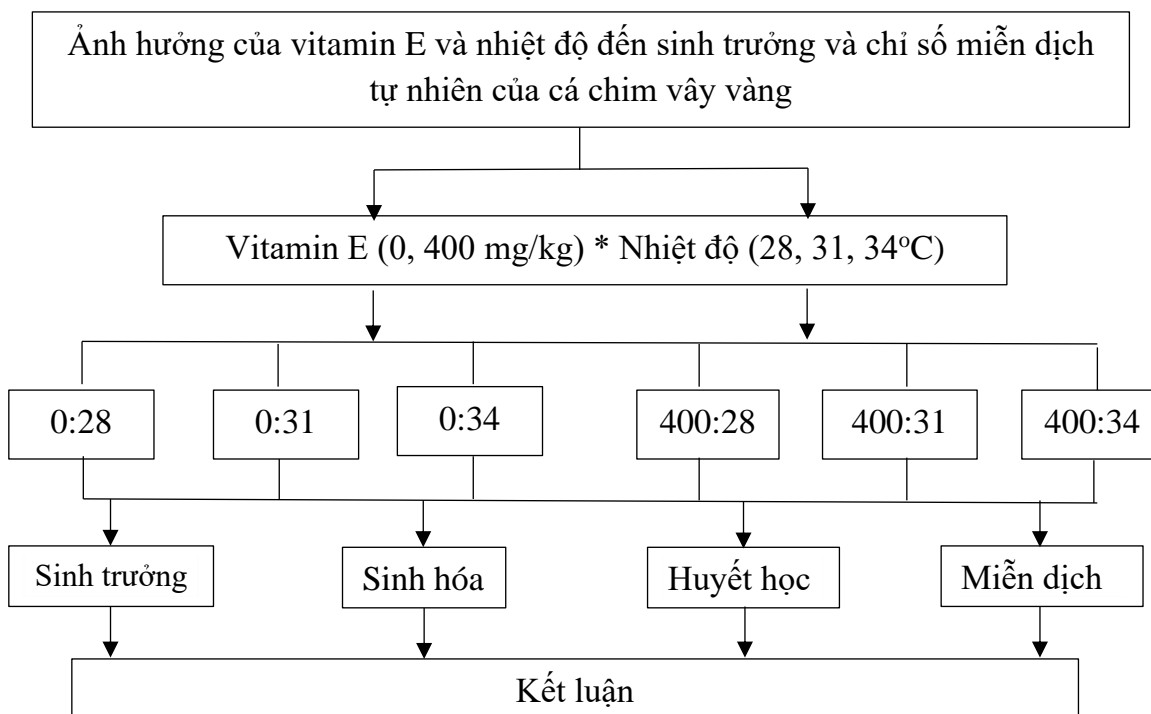 Ảnh hưởng của vitamin E và nhiệt độ đến sinh trưởng và chỉ số miễn dịch
tự nhiên của cá chim vây vàng
Vitamin E (0, 400 mg/kg) * Nhiệt độ (28, 31, 34°C)
0:28
0:31
0:34
400:28
400:31
400:34
Sinh trưởng
Sinh hóa
Huyết học
Miễn dịch
Kết luận